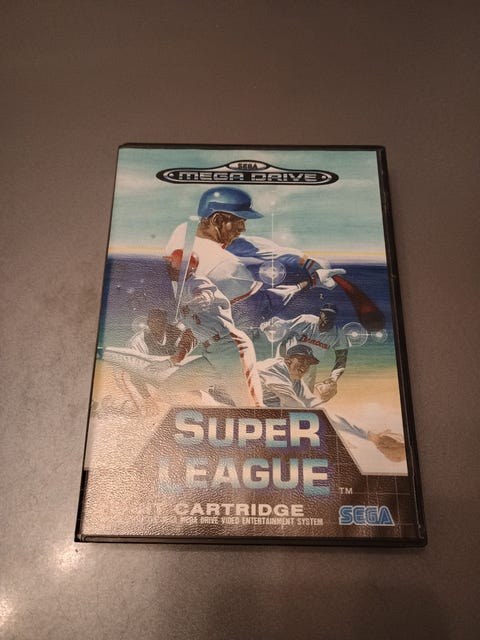 SEGA
MEGA DRIVE
SUPER
LEAGUE
TM
CARTRIDGE
MEGA DRIVE VIDEO ENTERTAINMENT SYSTEM
SEGA